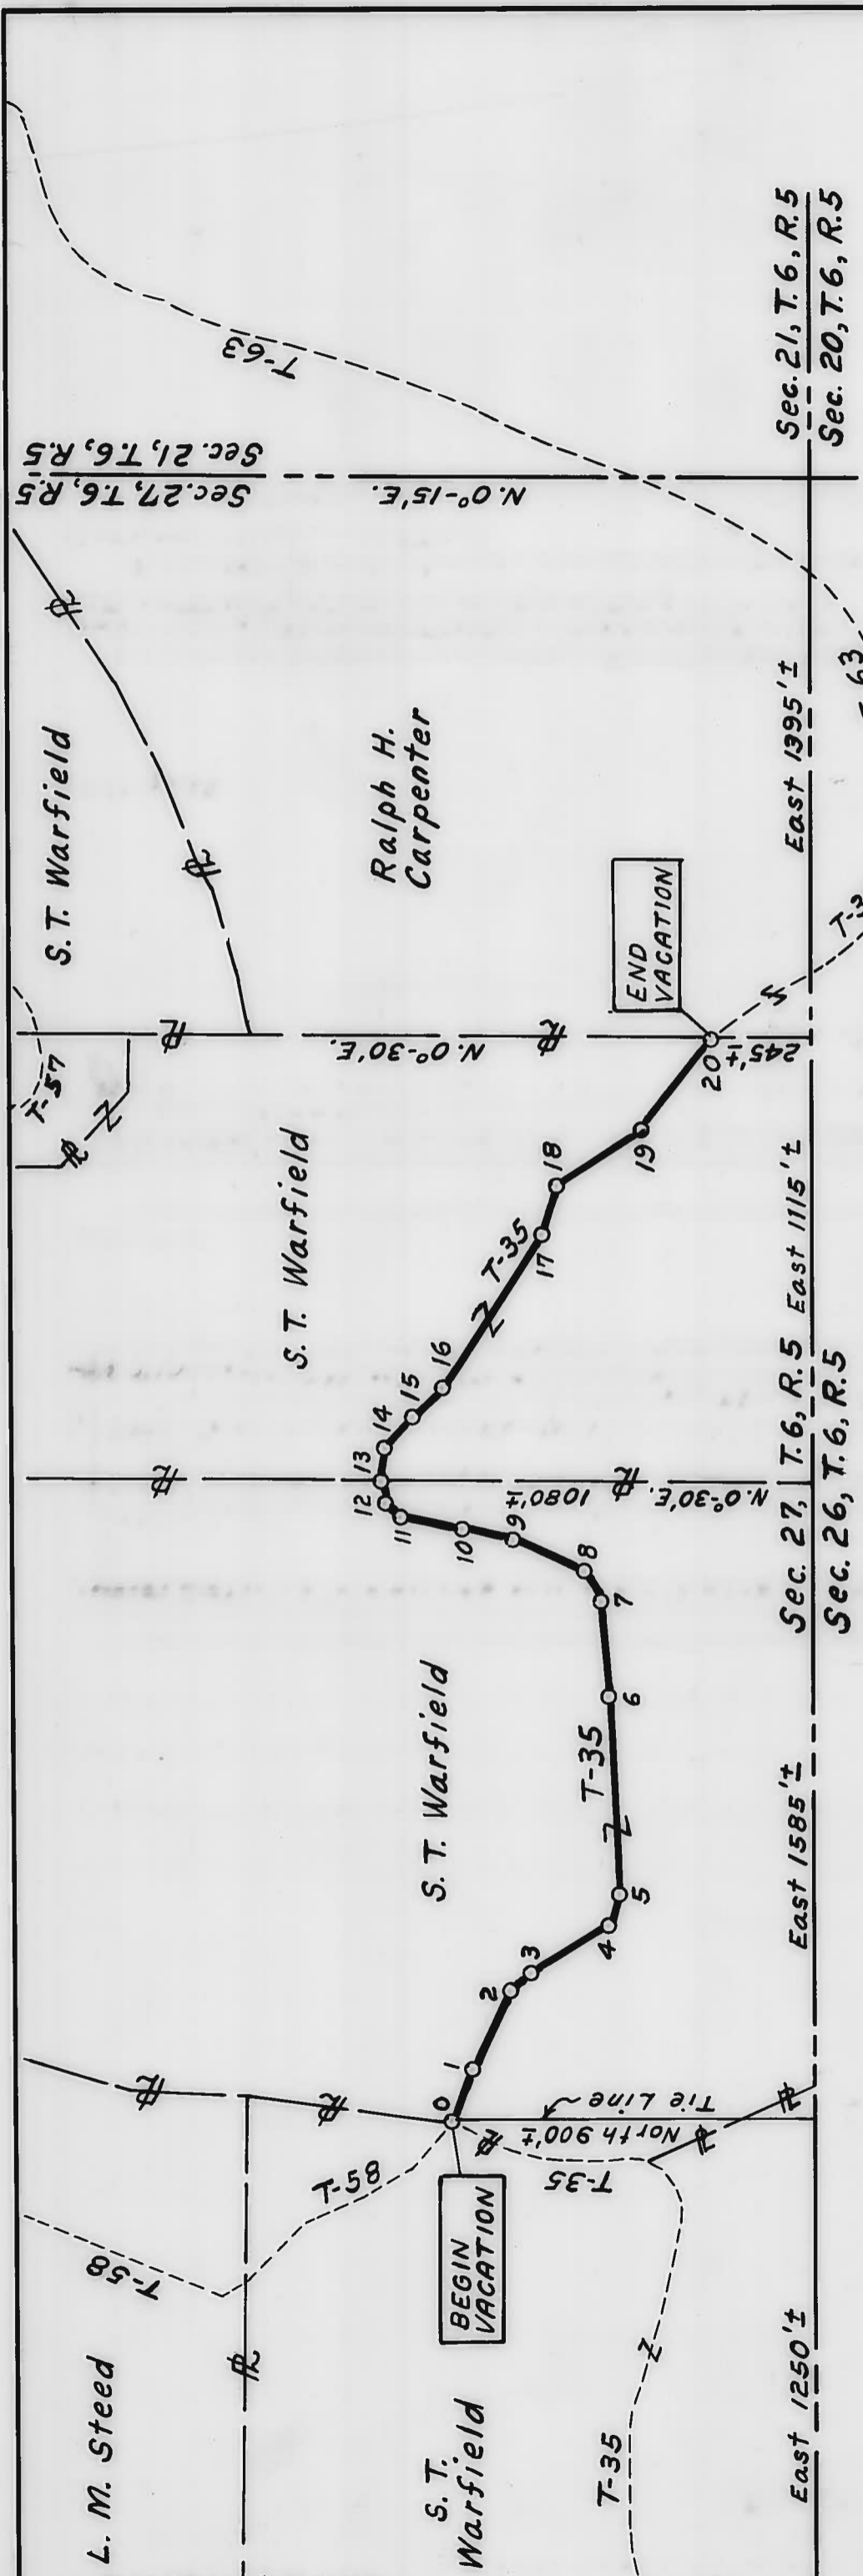 L. M. Steed
T-58
T-58
S. T.
Warfield
BEGIN
VACATION
T-35
T-35
North 900'±
Tie Line
East 1250'±
0
1
2
3
4
5
6
7
8
9
10
11
12
13
14
15
16
17
18
19
20
T-35
S. T. Warfield
East 1585'±
N. 0°-30'E.
1080'±
Sec. 27, T.6, R.5
Sec. 26, T.6, R.5
S. T. Warfield
T-35
East 1115'±
T-57
N. 0°-30'E.
245'±
END
VACATION
S.T. Warfield
Ralph H.
Carpenter
East 1395'±
Sec. 27, T.6, R.5
Sec. 21, T.6, R.5
N. 0°-15'E.
T-63
Sec. 21, T.6, R.5
Sec. 20, T.6, R.5
63